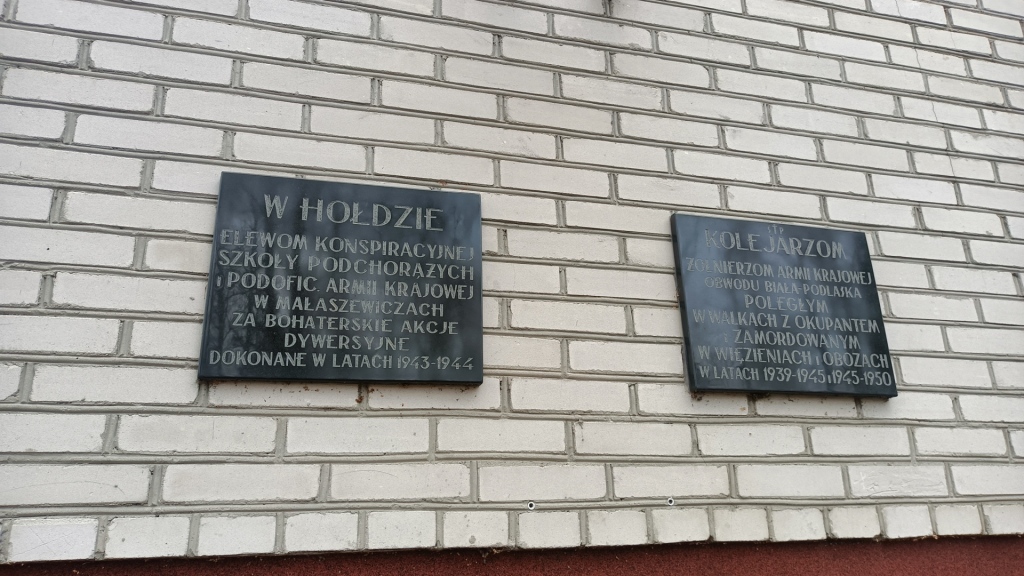 W HOŁDZIE
ELEWOM KONSPIRACYJNEJ
SZKOŁY PODCHORĄŻYCH
I PODOFIC ARMII KRAJOWEJ
W MAŁASZEWICZACH
ZA BOHATERSKIE AKCJE
DYWERSYJNE
DOKONANE W LATACH 1943-1944
KOLEJARZOM
ŻOŁNIERZOM ARMII KRAJOWEJ
OBWODU BIAŁA-PODLASKA
POLEGŁYM
W WALKACH Z OKUPANTEM
I ZAMORDOWANYM
W WIĘZIENIACH I OBOZACH
W LATACH 1939-1945 I 1945-1950